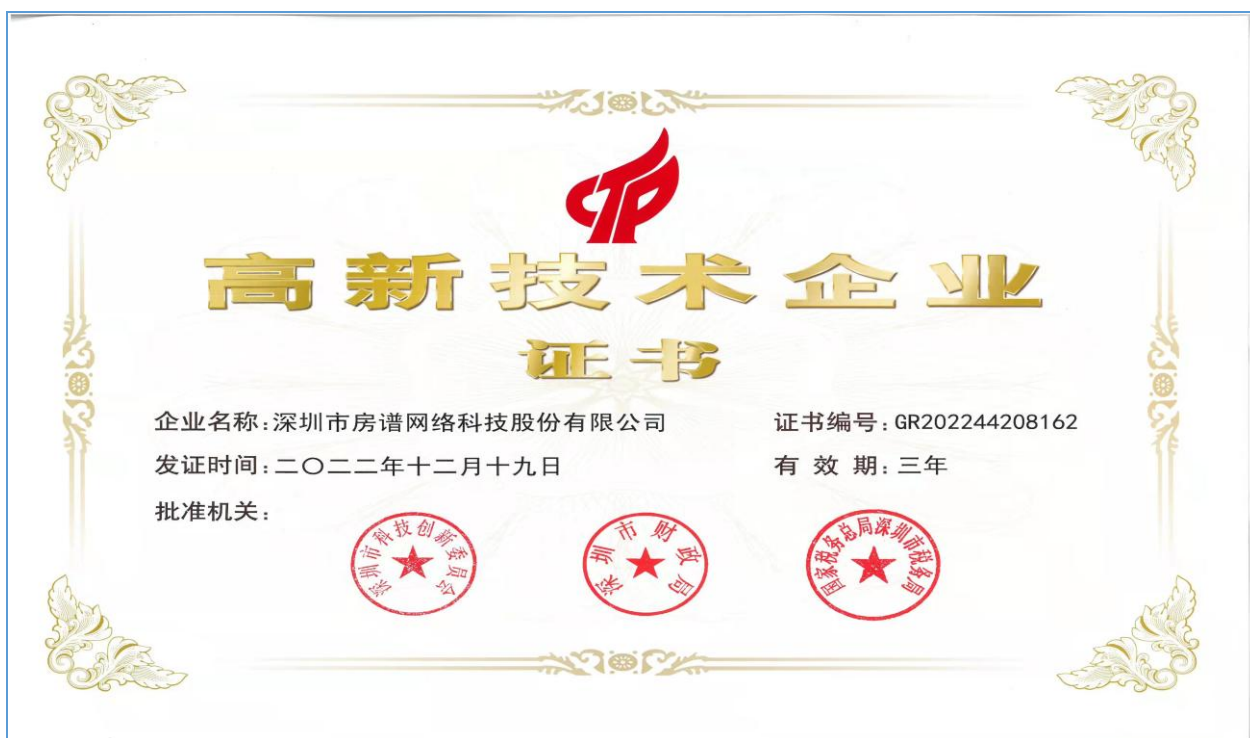 高新技术企业
证书
企业名称:深圳市房谱网络科技股份有限公司
证书编号:GR202244208162
发证时间:二〇二二年十二月十九日
有 效 期:三年
批准机关:
深圳市科技创新委员会
深圳市财政局
国家税务总局深圳市税务局